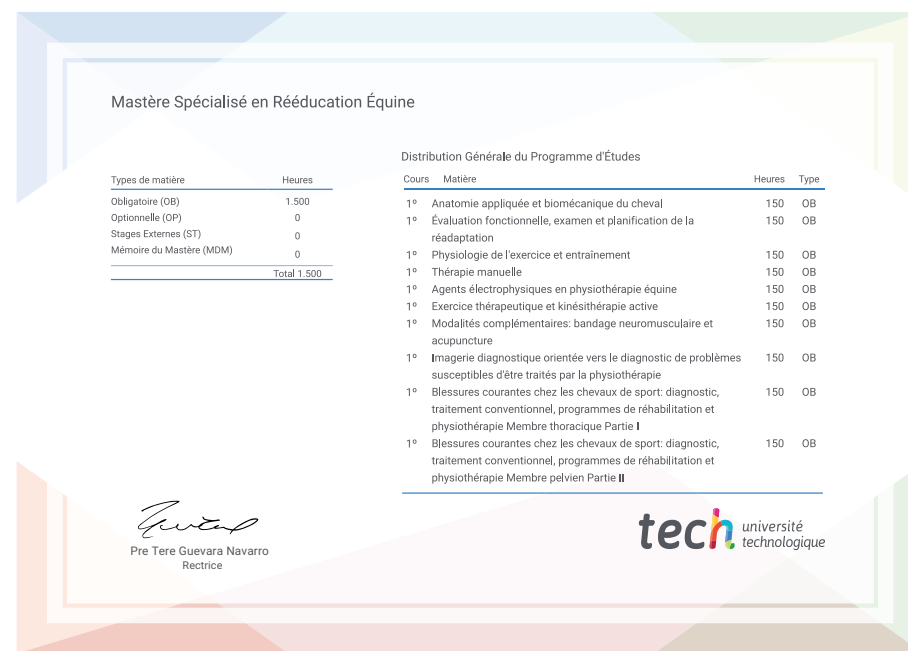 Mastère Spécialisé en Rééducation Équine
Types de matière Heures
Obligatoire (OB) 1.500
Optionnelle (OP) 0
Stages Externes (ST) 0
Mémoire du Mastère (MDM) 0
Total 1.500
Distribution Générale du Programme d'Études
Cours Matière Heures Type
1º Anatomie appliquée et biomécanique du cheval 150 OB
1º Évaluation fonctionnelle, examen et planification de la 150 OB
réadaptation
1º Physiologie de l'exercice et entraînement 150 OB
1º Thérapie manuelle 150 OB
1º Agents électrophysiques en physiothérapie équine 150 OB
1º Exercice thérapeutique et kinésithérapie active 150 OB
1º Modalités complémentaires: bandage neuromusculaire et 150 OB
acupuncture
1º Imagerie diagnostique orientée vers le diagnostic de problèmes 150 OB
susceptibles d'être traités par la physiothérapie
1º Blessures courantes chez les chevaux de sport: diagnostic, 150 OB
traitement conventionnel, programmes de réhabilitation et
physiothérapie Membre thoracique Partie I
1º Blessures courantes chez les chevaux de sport: diagnostic, 150 OB
traitement conventionnel, programmes de réhabilitation et
physiothérapie Membre pelvien Partie II
Pre Tere Guevara Navarro
Rectrice
tech université
technologique